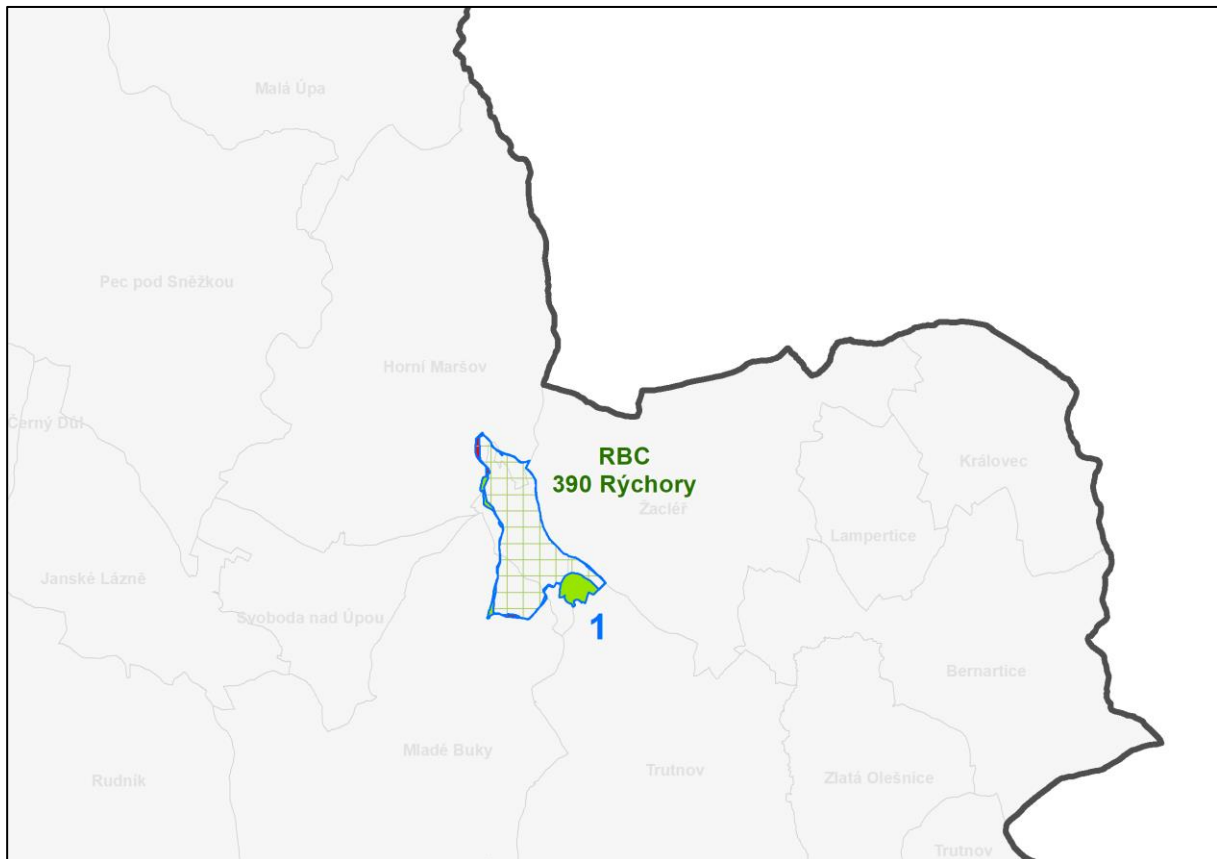 Malá Úpa
Pec pod Sněžkou
Horní Maršov
Černý Důl
RBC
390 Rýchory
Žacléř
Královec
Lampertice
Janské Lázně
Svoboda nad Úpou
1
Bernartice
Mladé Buky
Trutnov
Rudník
Zlatá Olešnice
Trutnov